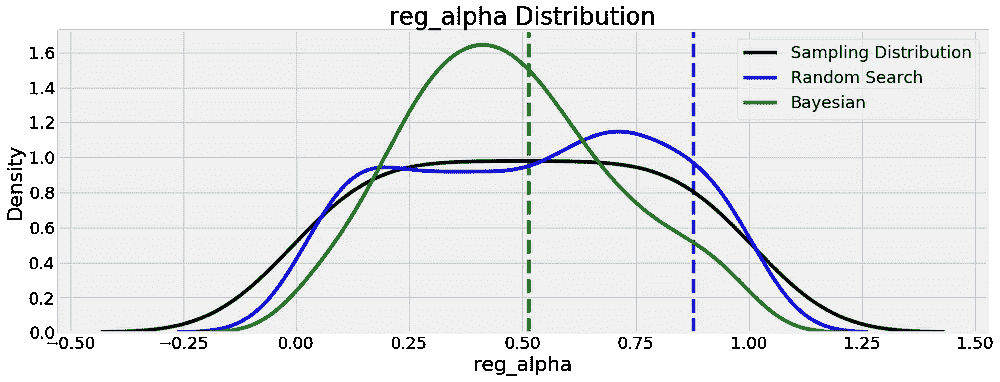 reg_alpha Distribution
Sampling Distribution
Random Search
Bayesian
Density
1.6
1.4
1.2
1.0
0.8
0.6
0.4
0.2
0.0
−0.50 −0.25 0.00 0.25 0.50 0.75 1.00 1.25 1.50
reg_alpha